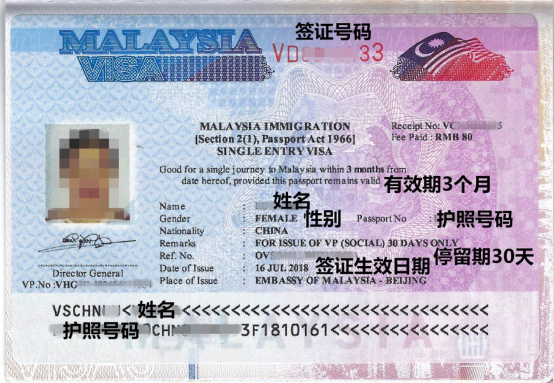 签证号码
MALAYSIA
VISA
VD 33
MALAYSIA IMMIGRATION
[Section 2(1), Passport Act 1966]
SINGLE ENTRY VISA
Receipt No: VC 5
Fee Paid : RMB 80
Good for a single journey to Malaysia within 3 months from
date hereof, provided this passport remains valid
有效期3个月
Name :
姓名
Gender : FEMALE 性别 Passport No : 护照号码
Nationality : CHINA
Remarks : FOR ISSUE OF VP (SOCIAL) 30 DAYS ONLY
Ref. No. : OV
停留期30天
Date of Issue : 16 JUL 2018 签证生效日期
Place of Issue : EMBASSY OF MALAYSIA - BEIJING
Director General
VP.No :VHG
VSCHN < 姓名 <<<<<<<<<<<<<<<<<<<<<<<<<
护照号码 CHN 3F1810161<<<<<<<<<<<<<<
MALAYSIA